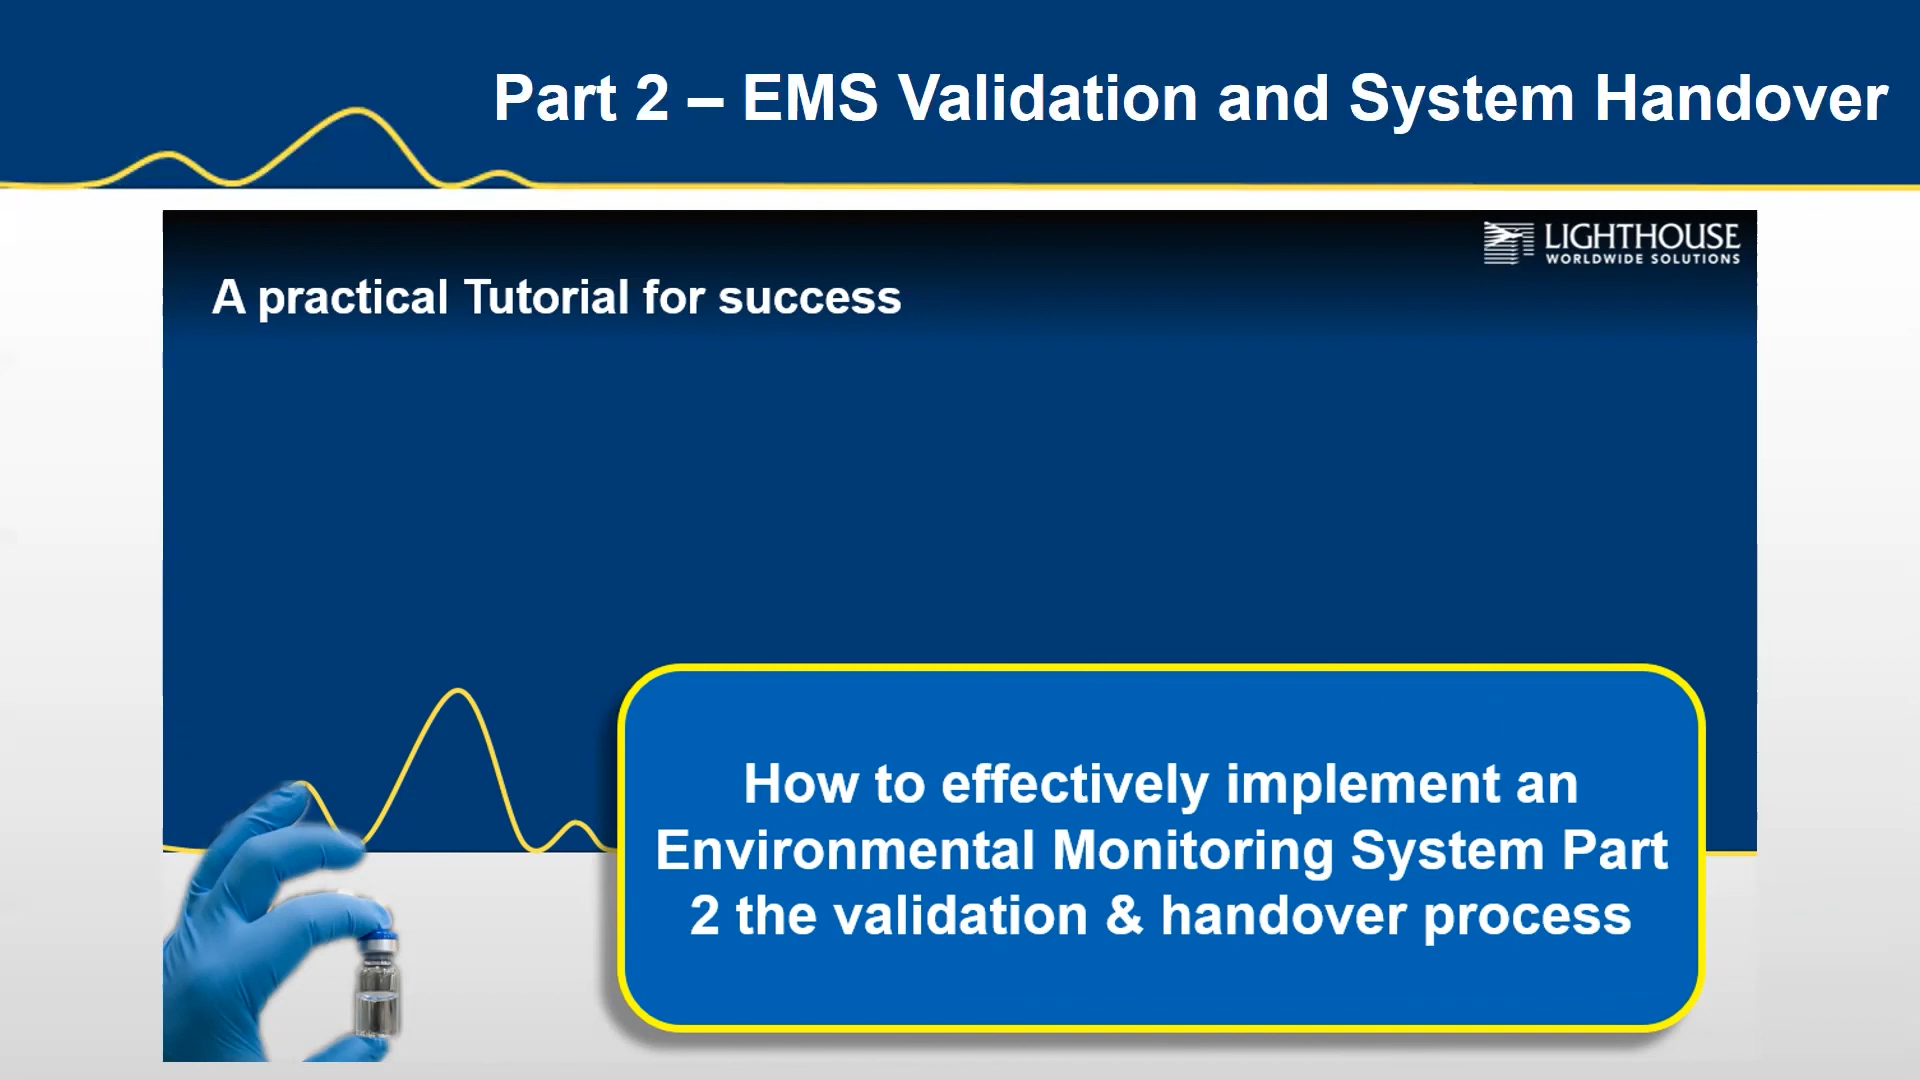 Part 2 – EMS Validation and System Handover
LIGHTHOUSE
WORLDWIDE SOLUTIONS
A practical Tutorial for success
How to effectively implement an
Environmental Monitoring System Part
2 the validation & handover process